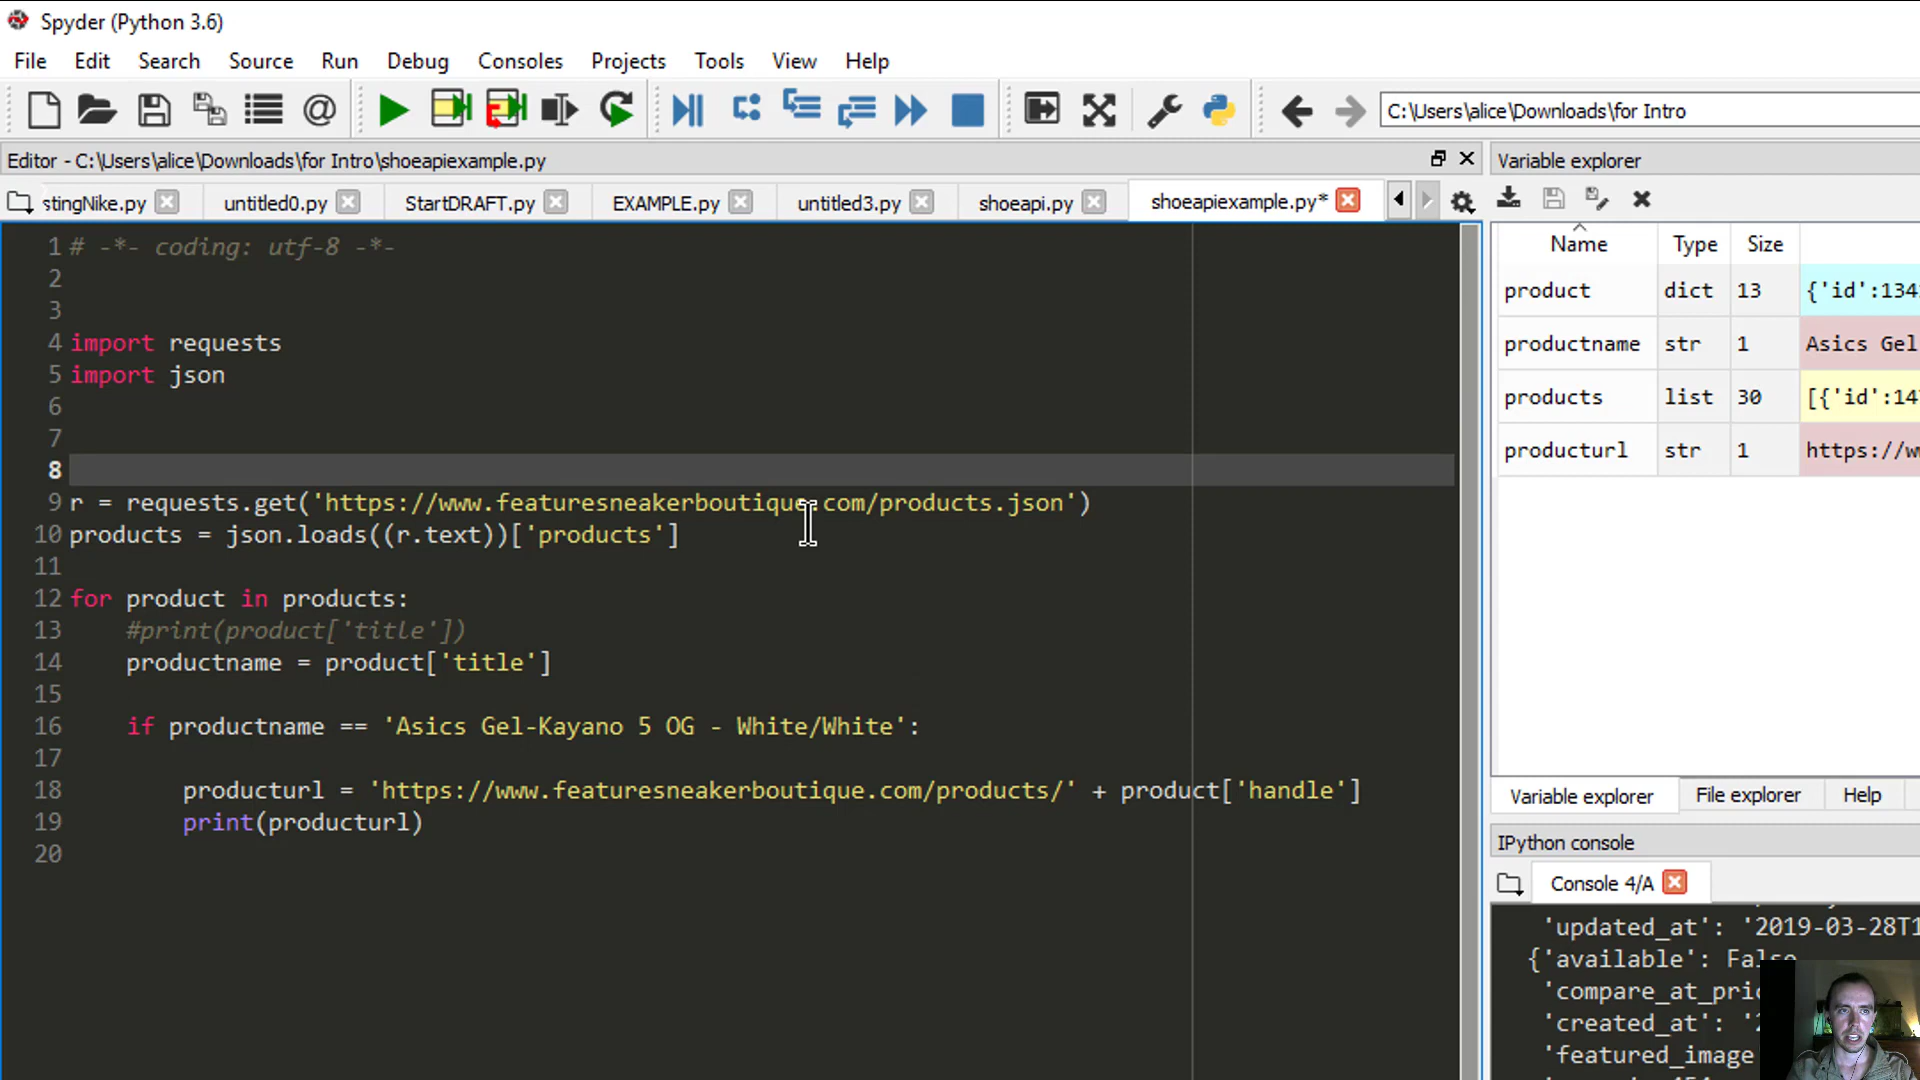 Spyder (Python 3.6)
File Edit Search Source Run Debug Consoles Projects Tools View Help
C:\Users\alice\Downloads\for Intro
Editor - C:\Users\alice\Downloads\for Intro\shoeapiexample.py
stingNike.py untitled0.py StartDRAFT.py EXAMPLE.py untitled3.py shoeapi.py shoeapiexample.py*
1 # -*- coding: utf-8 -*-
2
3
4 import requests
5 import json
6
7
8
9 r = requests.get('https://www.featuresneakerboutique.com/products.json')
10 products = json.loads((r.text))['products']
11
12 for product in products:
13 #print(product['title'])
14 productname = product['title']
15
16 if productname == 'Asics Gel-Kayano 5 OG - White/White':
17
18 producturl = 'https://www.featuresneakerboutique.com/products/' + product['handle']
19 print(producturl)
20
Variable explorer
Name Type Size
product dict 13 {'id':134
productname str 1 Asics Gel
products list 30 [{'id':14
producturl str 1 https://w
Variable explorer File explorer Help
IPython console
Console 4/A
'updated_at': '2019-03-28T1
{'available': False
'compare_at_pric
'created_at': '2
'featured_image